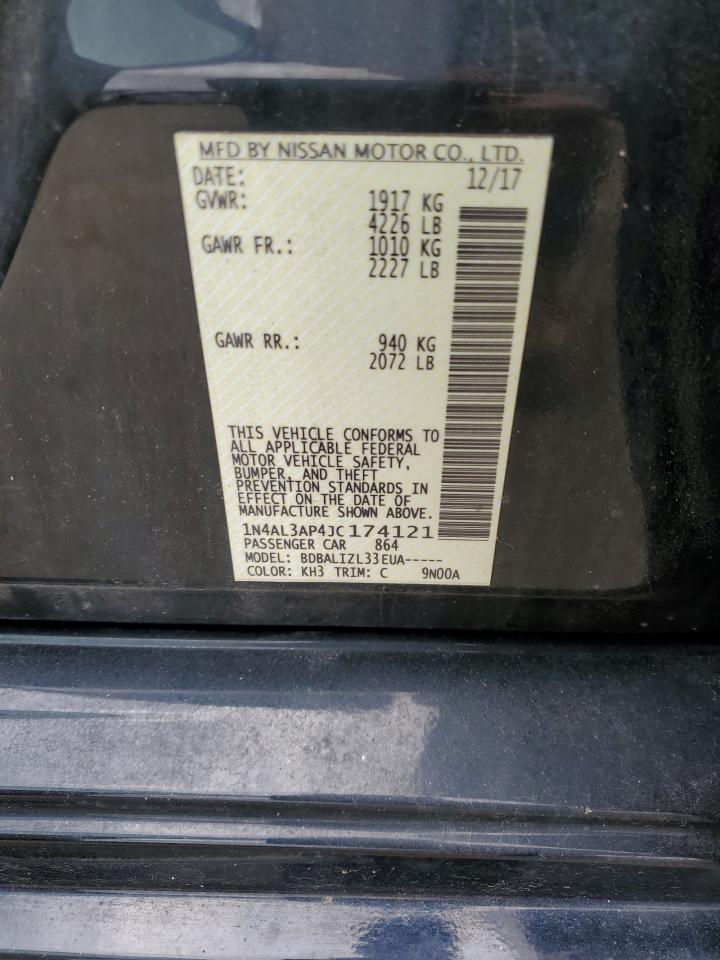 MFD BY NISSAN MOTOR CO., LTD.
DATE: 12/17
GVWR: 1917 KG
4226 LB
GAWR FR.: 1010 KG
2227 LB
GAWR RR.: 940 KG
2072 LB
THIS VEHICLE CONFORMS TO
ALL APPLICABLE FEDERAL
MOTOR VEHICLE SAFETY,
BUMPER, AND THEFT
PREVENTION STANDARDS IN
EFFECT ON THE DATE OF
MANUFACTURE SHOWN ABOVE.
1N4AL3AP4JC174121
PASSENGER CAR 864
MODEL: BDBALIZL33EUA-----
COLOR: KH3 TRIM: C 9N00A